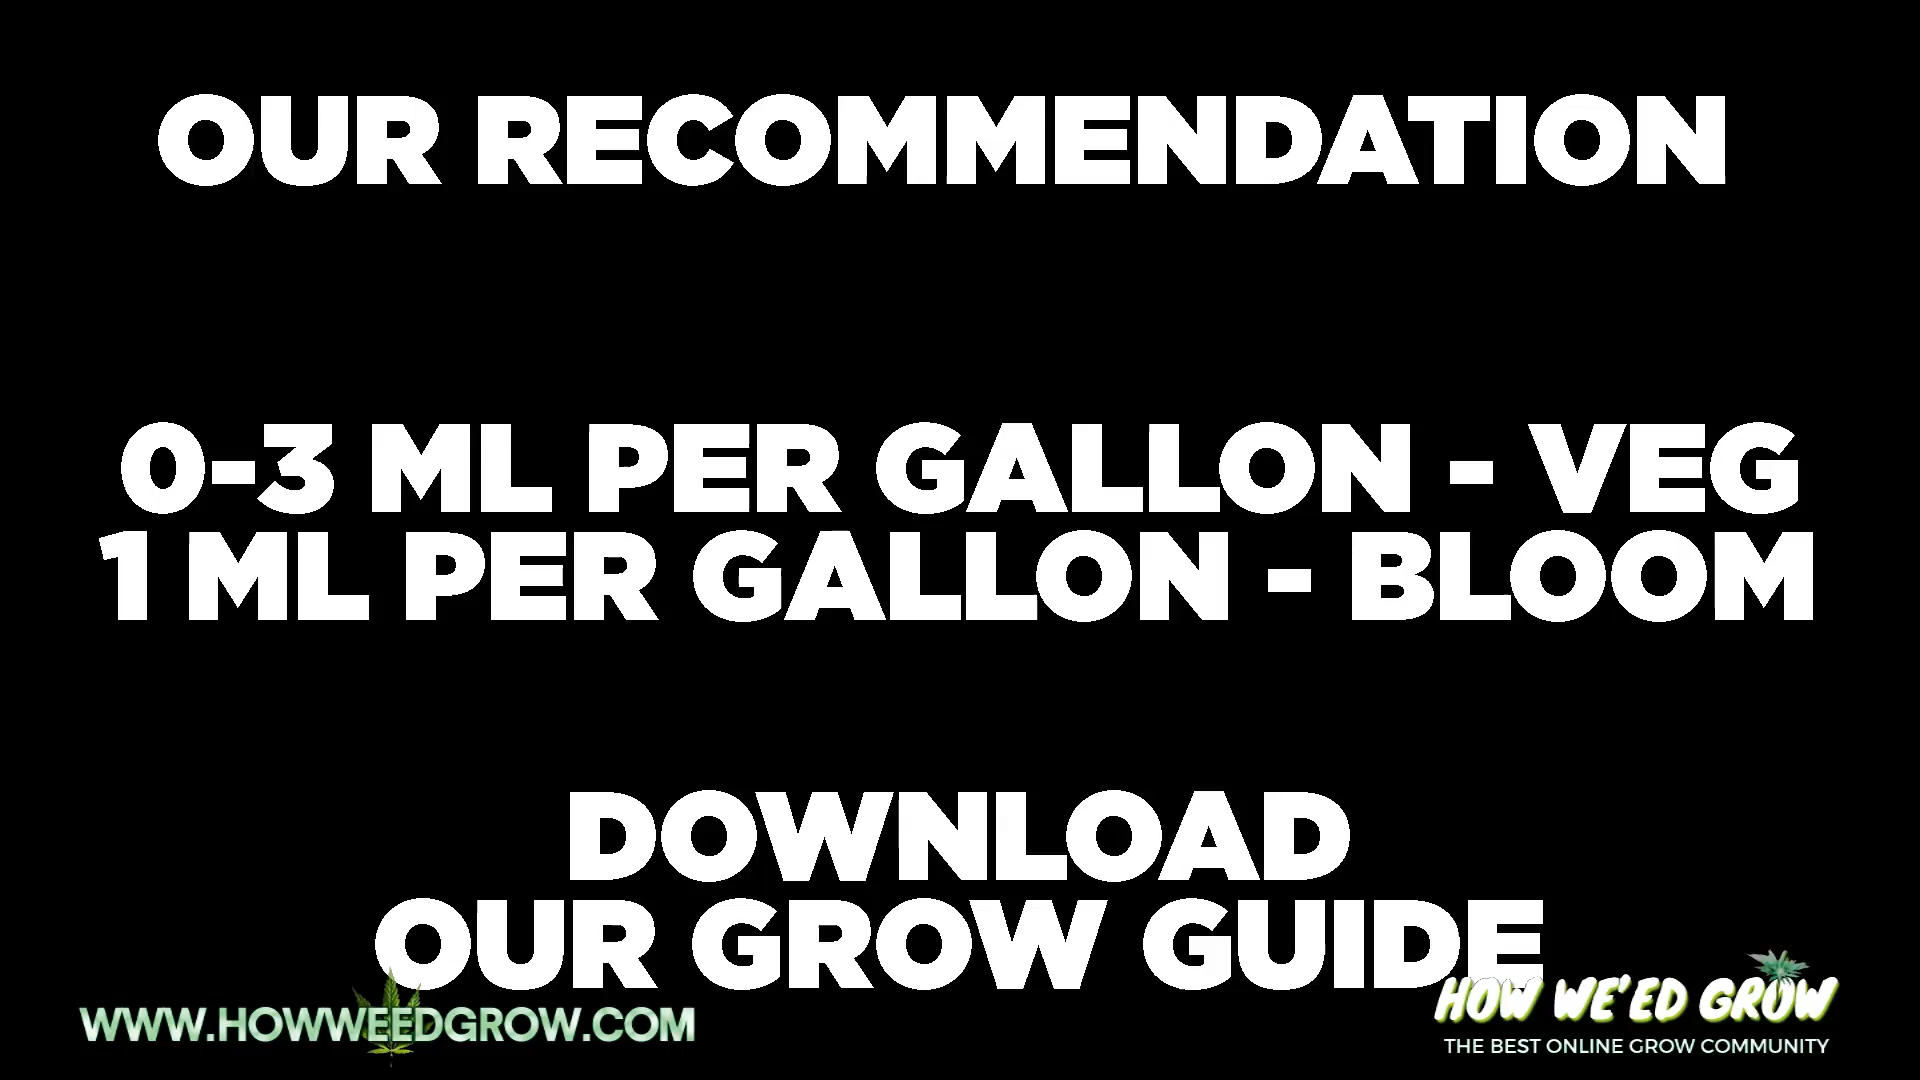 OUR RECOMMENDATION
0-3 ML PER GALLON - VEG
1 ML PER GALLON - BLOOM
DOWNLOAD
OUR GROW GUIDE
WWW.HOWWEEDGROW.COM
HOW WE'ED GROW
THE BEST ONLINE GROW COMMUNITY